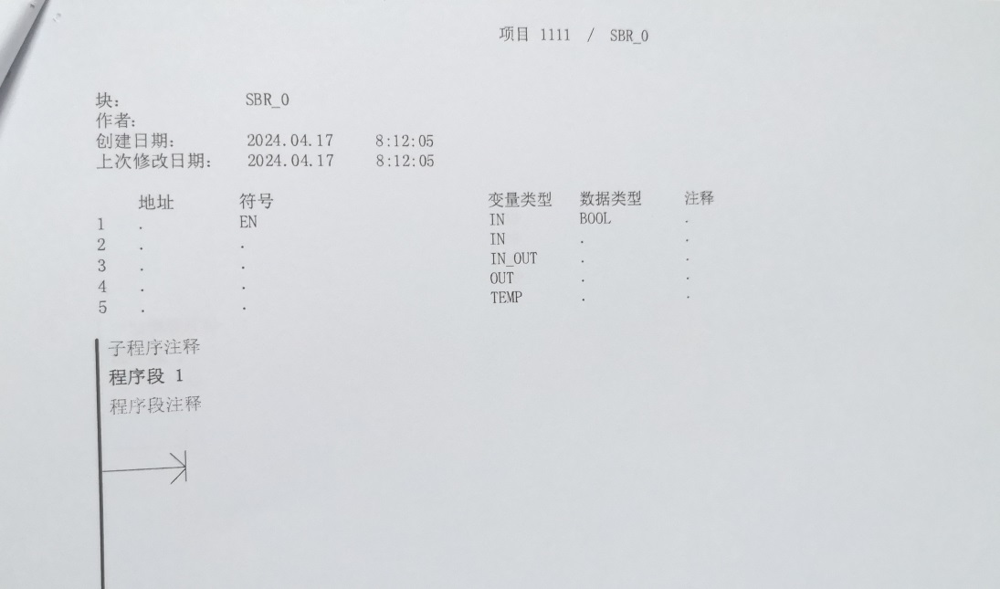 项目 1111 / SBR_0
块: SBR_0
作者:
创建日期: 2024.04.17 8:12:05
上次修改日期: 2024.04.17 8:12:05
地址 符号 变量类型 数据类型 注释
1 . EN IN BOOL .
2 . . IN . .
3 . . IN_OUT . .
4 . . OUT . .
5 . . TEMP . .
子程序注释
程序段 1
程序段注释